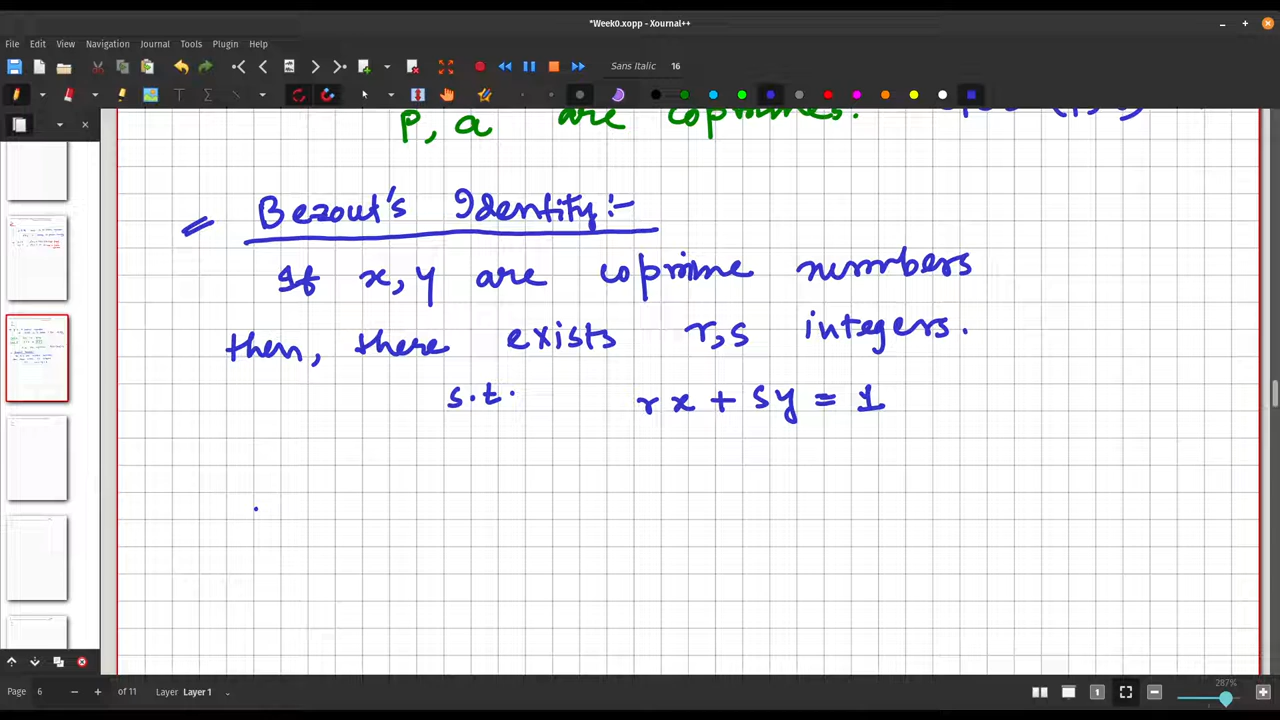 *Week0.xopp - Xournal++
File Edit View Navigation Journal Tools Plugin Help
Sans Italic 16
p, a are coprimes.
Bezout's Identity:-
If x, y are coprime numbers
then, there exists r,s integers.
s.t. rx + sy = 1
Page 6 of 11 Layer Layer 1
287%